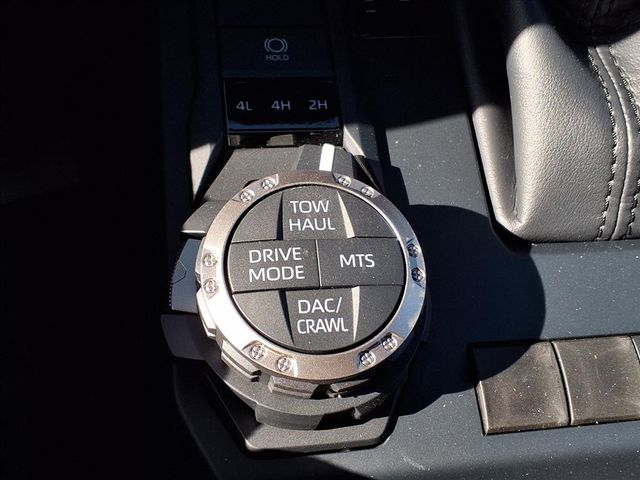 HOLD
4L 4H 2H
TOW
HAUL
DRIVE
MODE
MTS
DAC/
CRAWL